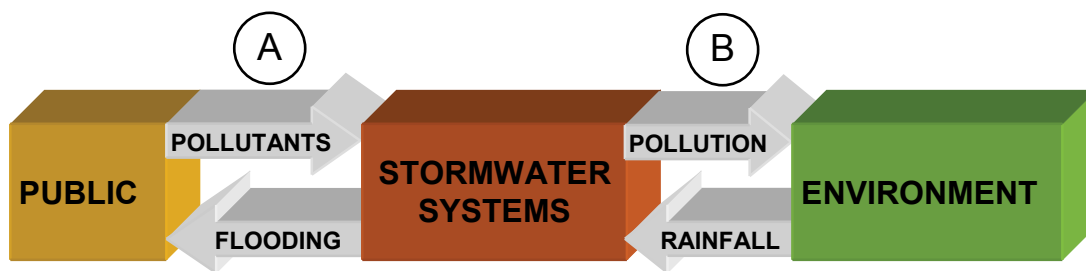 A
B
POLLUTANTS
POLLUTION
PUBLIC
STORMWATER
SYSTEMS
ENVIRONMENT
FLOODING
RAINFALL